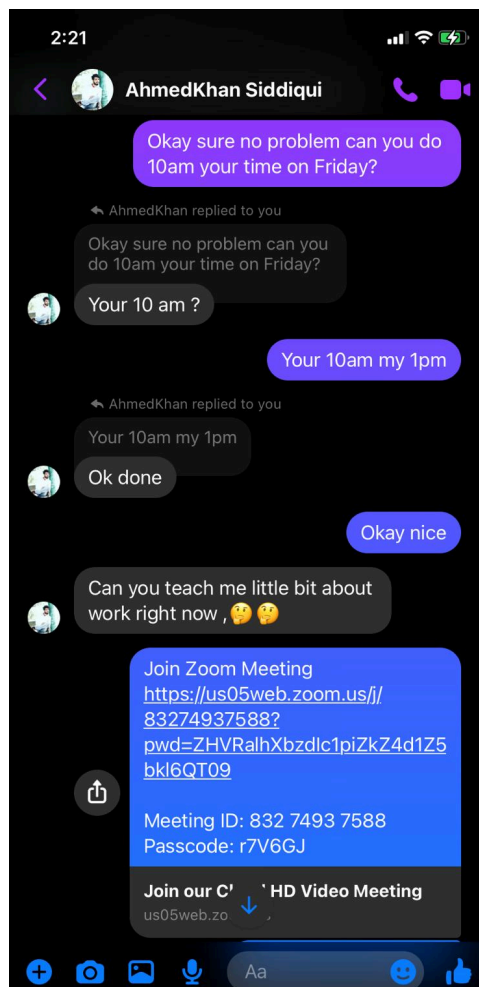 2:21
AhmedKhan Siddiqui
Okay sure no problem can you do
10am your time on Friday?
AhmedKhan replied to you
Okay sure no problem can you
do 10am your time on Friday?
Your 10 am ?
Your 10am my 1pm
AhmedKhan replied to you
Your 10am my 1pm
Ok done
Okay nice
Can you teach me little bit about
work right now ,🤔🤔
Join Zoom Meeting
https://us05web.zoom.us/j/
83274937588?
pwd=ZHVRalhXbzdlc1piZkZ4d1Z5
bkl6QT09
Meeting ID: 832 7493 7588
Passcode: r7V6GJ
Join our HD Video Meeting
Aa